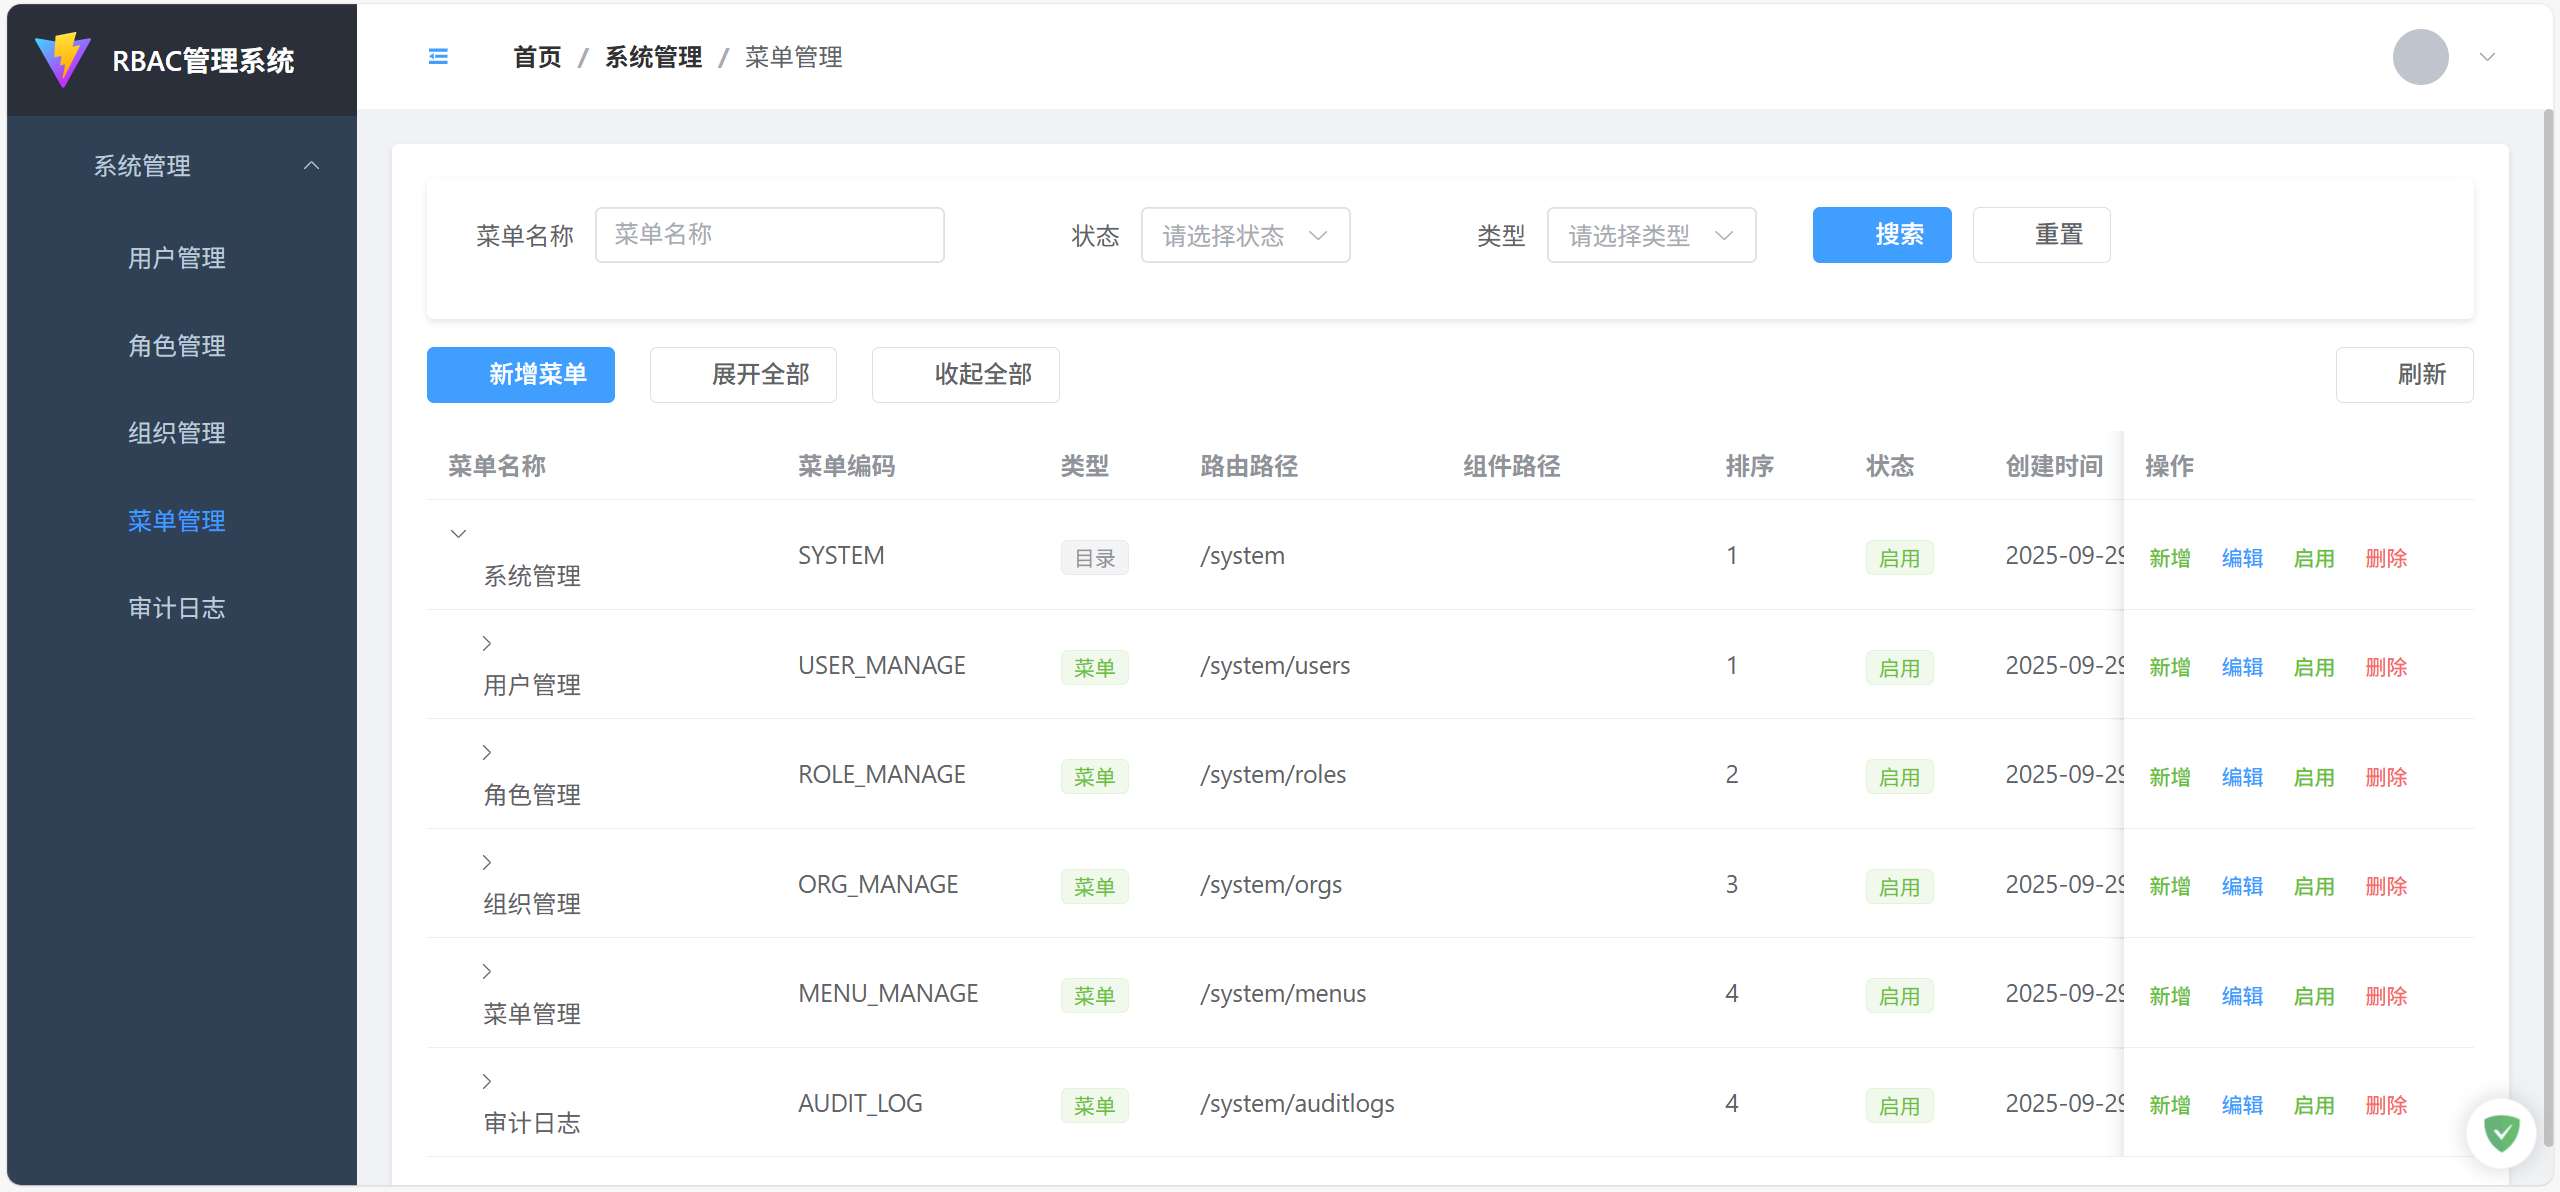 RBAC管理系统
首页 / 系统管理 / 菜单管理
系统管理
用户管理
角色管理
组织管理
菜单管理
审计日志
菜单名称 菜单名称 状态 请选择状态 类型 请选择类型 搜索 重置
新增菜单 展开全部 收起全部 刷新
菜单名称 菜单编码 类型 路由路径 组件路径 排序 状态 创建时间 操作
系统管理 SYSTEM 目录 /system 1 启用 2025-09-29 新增 编辑 启用 删除
用户管理 USER_MANAGE 菜单 /system/users 1 启用 2025-09-29 新增 编辑 启用 删除
角色管理 ROLE_MANAGE 菜单 /system/roles 2 启用 2025-09-29 新增 编辑 启用 删除
组织管理 ORG_MANAGE 菜单 /system/orgs 3 启用 2025-09-29 新增 编辑 启用 删除
菜单管理 MENU_MANAGE 菜单 /system/menus 4 启用 2025-09-29 新增 编辑 启用 删除
审计日志 AUDIT_LOG 菜单 /system/auditlogs 4 启用 2025-09-29 新增 编辑 启用 删除